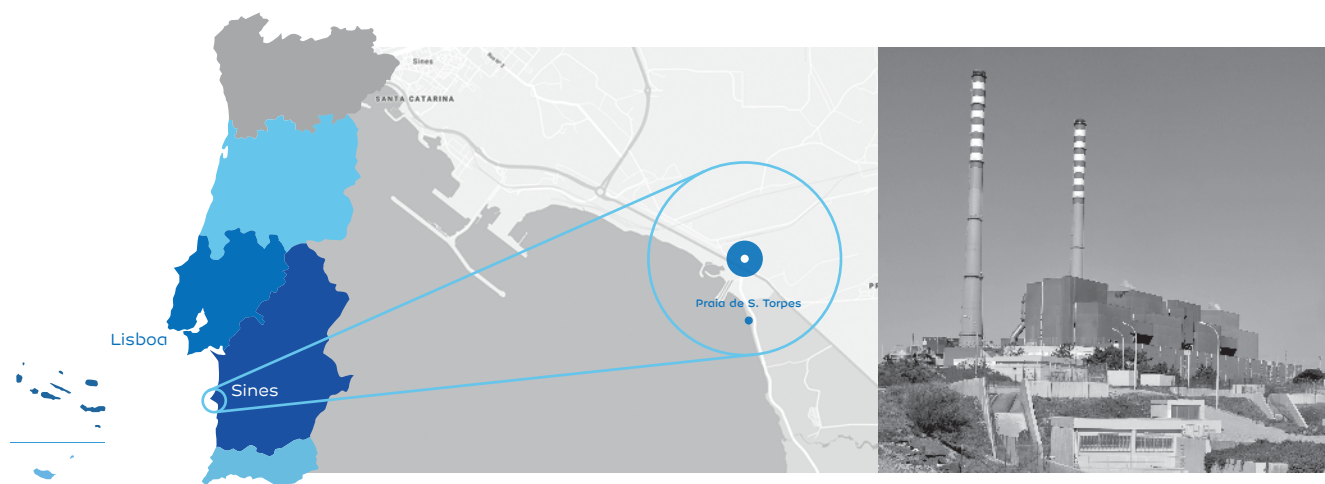 Sines
SANTA CATARINA
Praia de S. Torpes
Lisboa
Sines